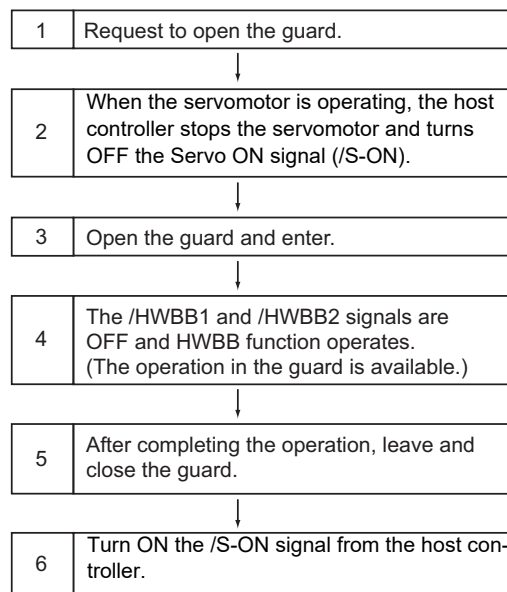 1 Request to open the guard.
2 When the servomotor is operating, the host
controller stops the servomotor and turns
OFF the Servo ON signal (/S-ON).
3 Open the guard and enter.
4 The /HWBB1 and /HWBB2 signals are
OFF and HWBB function operates.
(The operation in the guard is available.)
5 After completing the operation, leave and
close the guard.
6 Turn ON the /S-ON signal from the host con-
troller.